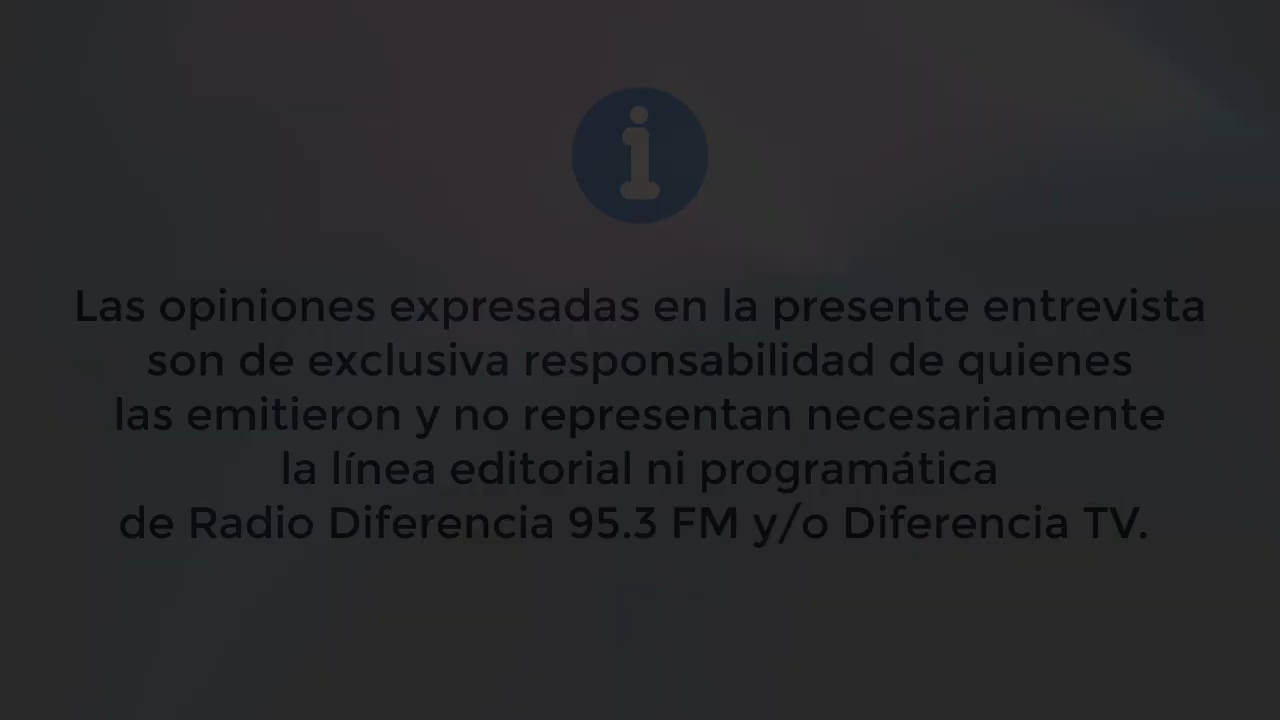 Las opiniones expresadas en la presente entrevista
son de exclusiva responsabilidad de quienes
las emitieron y no representan necesariamente
la línea editorial ni programática
de Radio Diferencia 95.3 FM y/o Diferencia TV.